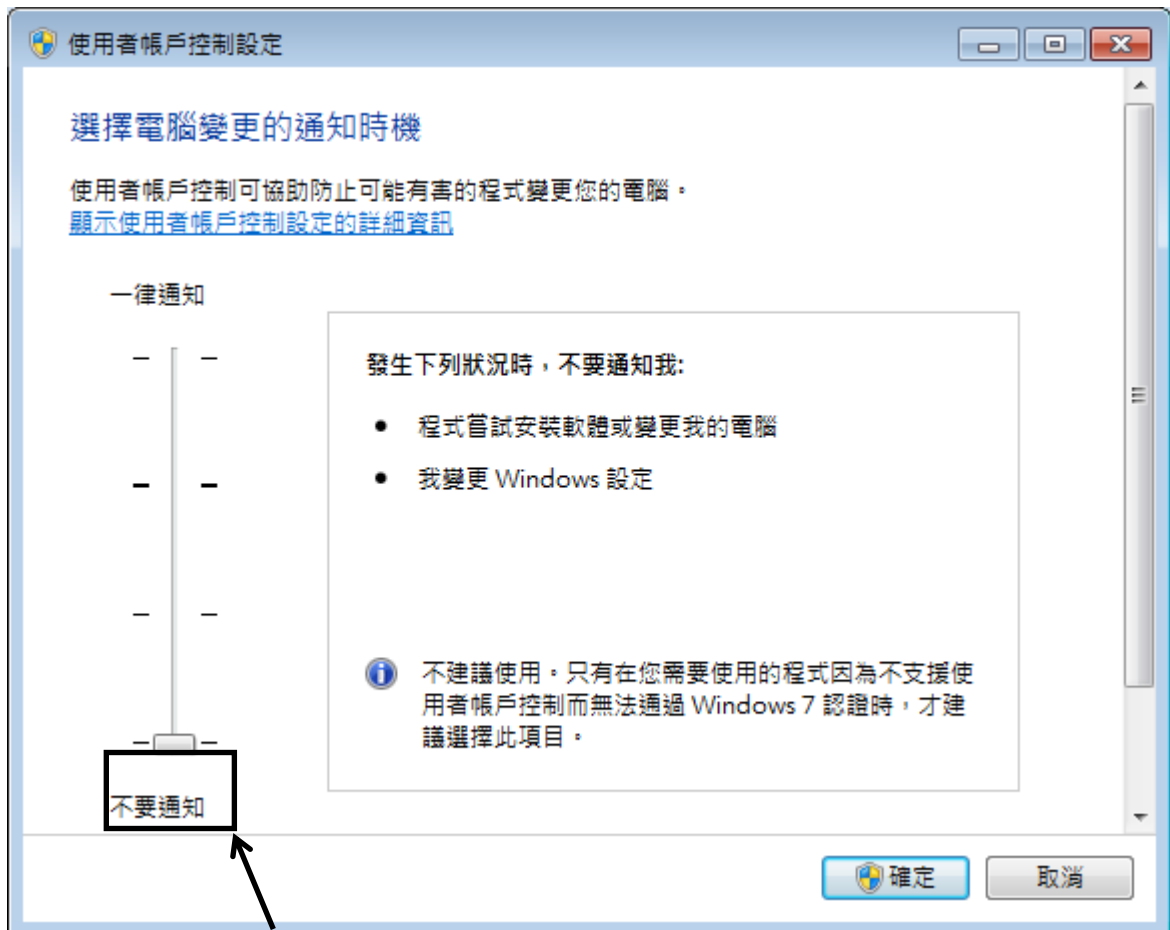 使用者帳戶控制設定
選擇電腦變更的通知時機
使用者帳戶控制可協助防止可能有害的程式變更您的電腦。
顯示使用者帳戶控制設定的詳細資訊
一律通知
發生下列狀況時，不要通知我:
● 程式嘗試安裝軟體或變更我的電腦
● 我變更 Windows 設定
不建議使用。只有在您需要使用的程式因為不支援使
用者帳戶控制而無法通過 Windows 7 認證時，才建
議選擇此項目。
不要通知
確定
取消